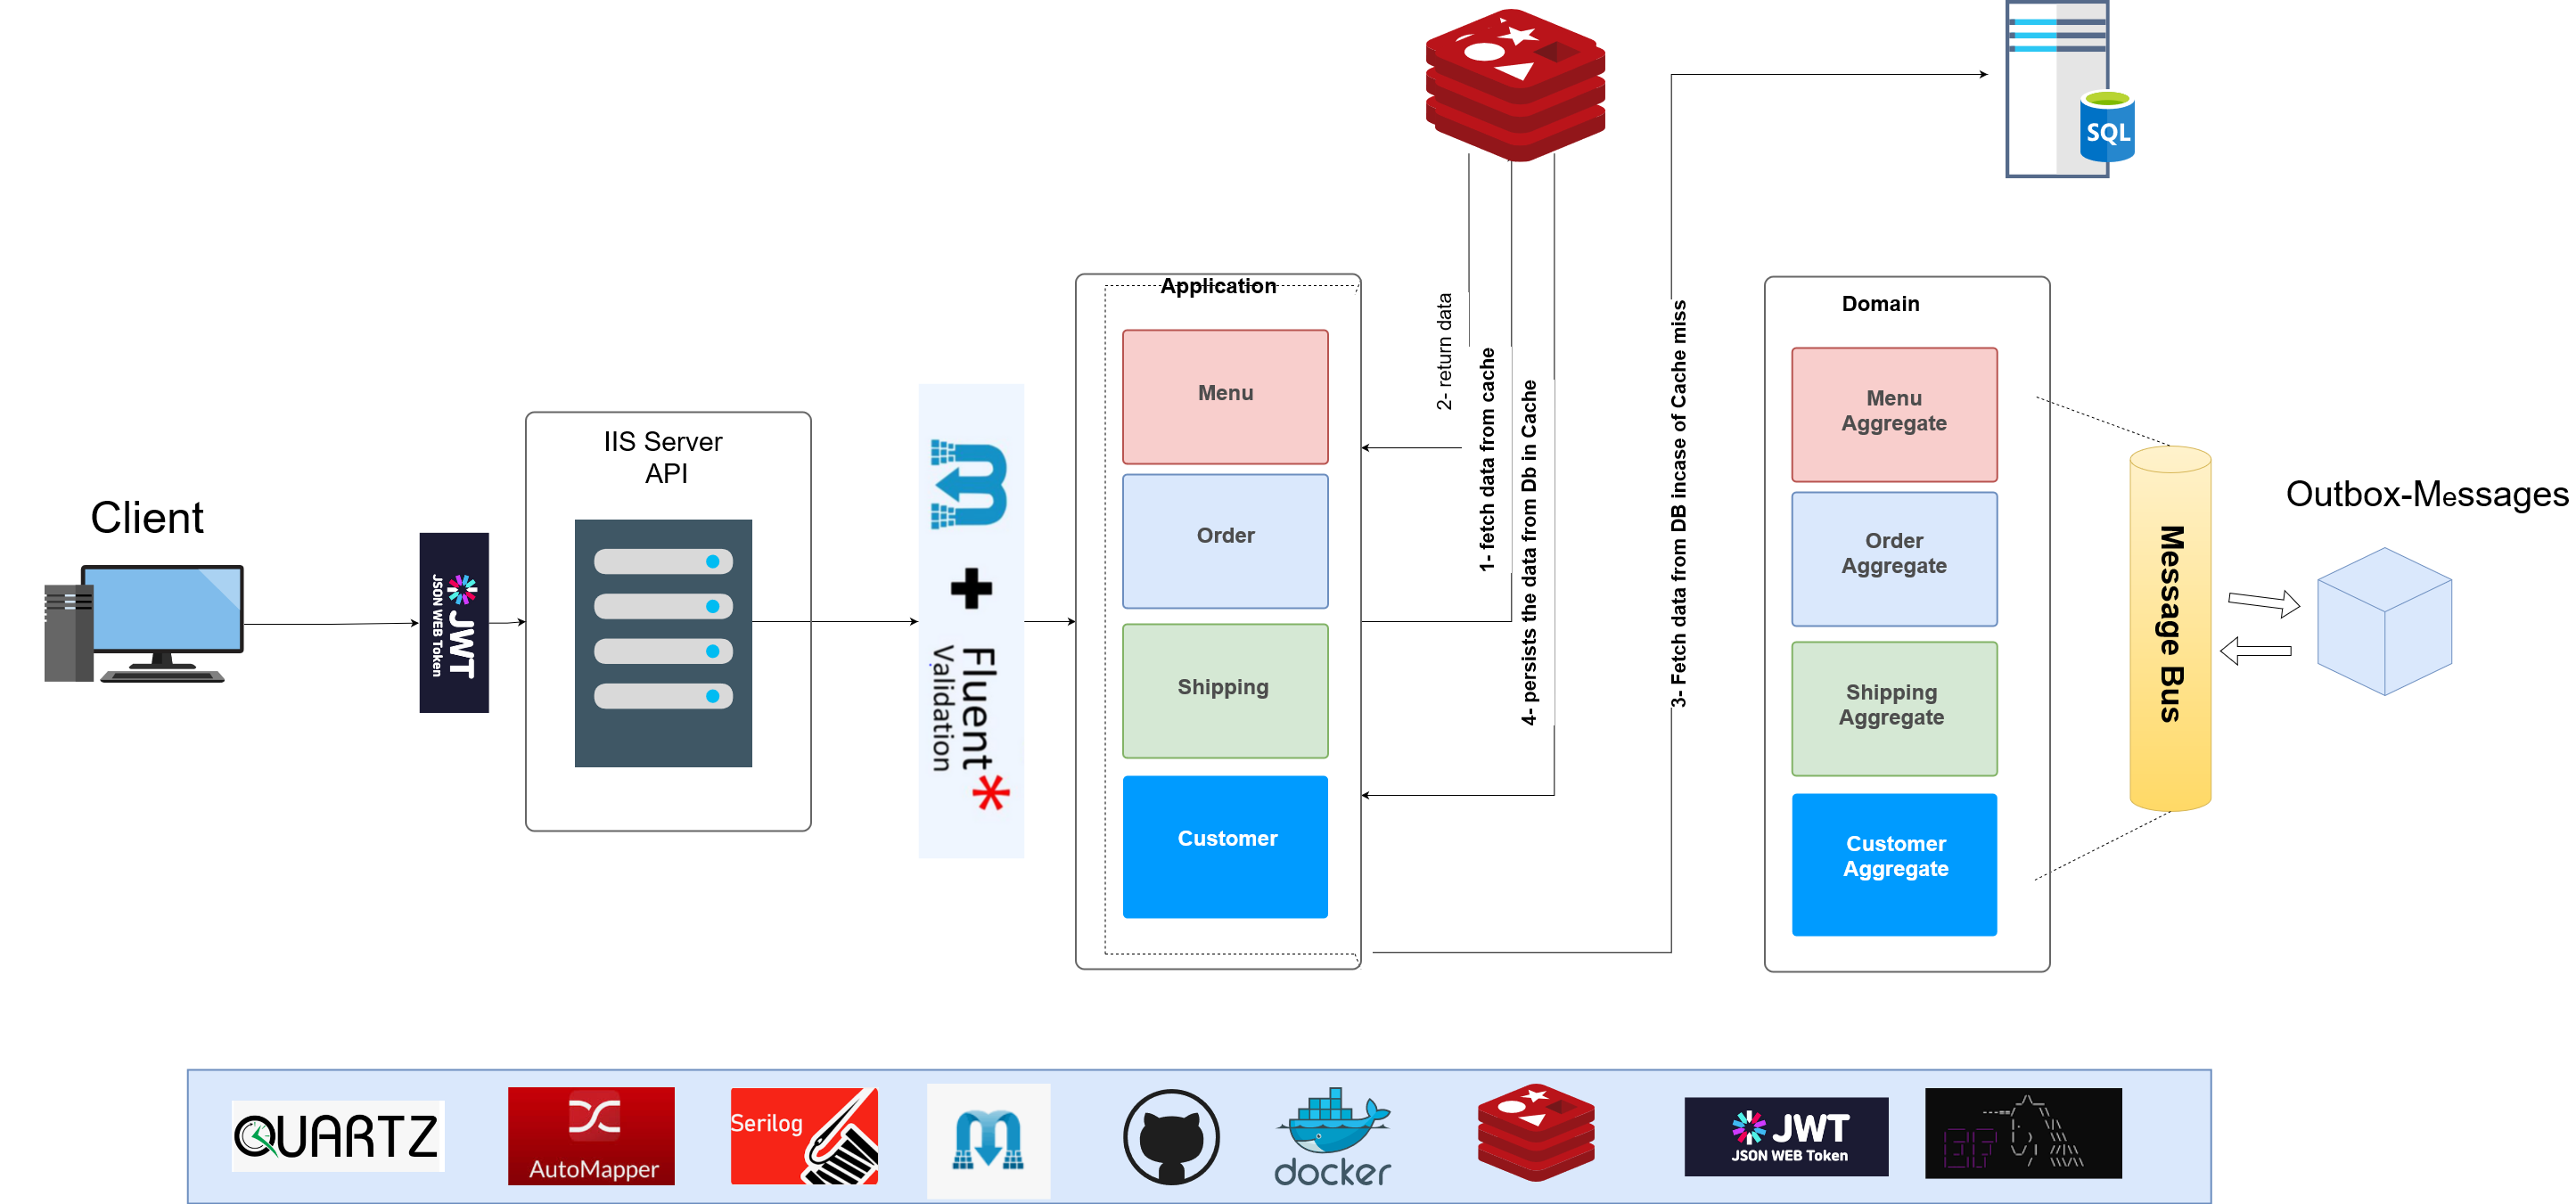 SQL
Client
JWT
JSON WEB Token
IIS Server
API
+
Fluent
Validation
Application
Menu
Order
Shipping
Customer
2- return data
1- fetch data from cache
4- persists the data from Db in Cache
3- Fetch data from DB incase of Cache miss
Domain
Menu
Aggregate
Order
Aggregate
Shipping
Aggregate
Customer
Aggregate
Message Bus
Outbox-Messages
QUARTZ
AutoMapper
Serilog
docker
JWT
JSON WEB Token